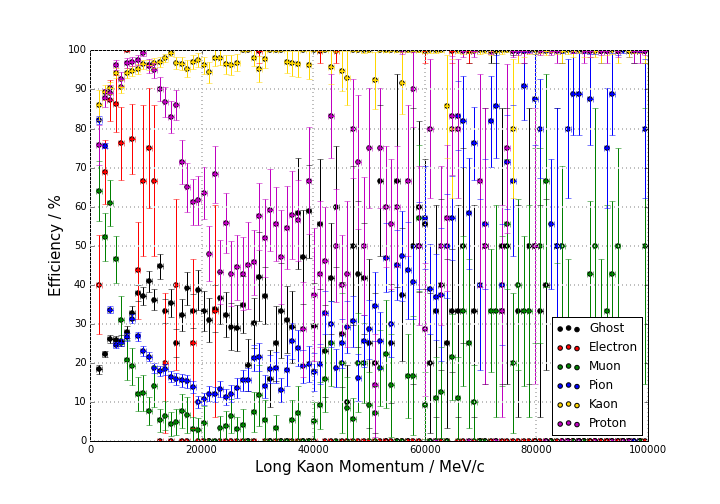 100
90
80
70
60
50
40
30
20
10
0
Efficiency / %
Ghost
Electron
Muon
Pion
Kaon
Proton
0 20000 40000 60000 80000 100000
Long Kaon Momentum / MeV/c